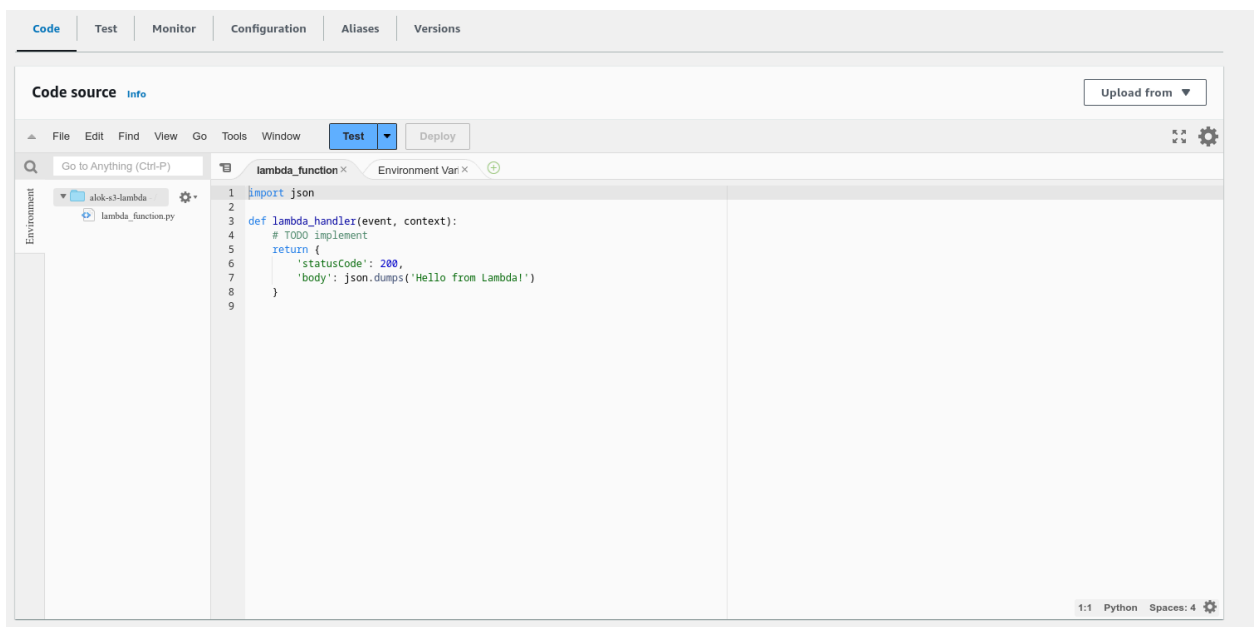 Code Test Monitor Configuration Aliases Versions
Code source Info
Upload from
File Edit Find View Go Tools Window Test Deploy
Go to Anything (Ctrl-P)
lambda_function × Environment Vari ×
Environment
alok-s3-lambda
lambda_function.py
1 import json
2
3 def lambda_handler(event, context):
4     # TODO implement
5     return {
6         'statusCode': 200,
7         'body': json.dumps('Hello from Lambda!')
8     }
9
1:1 Python Spaces: 4